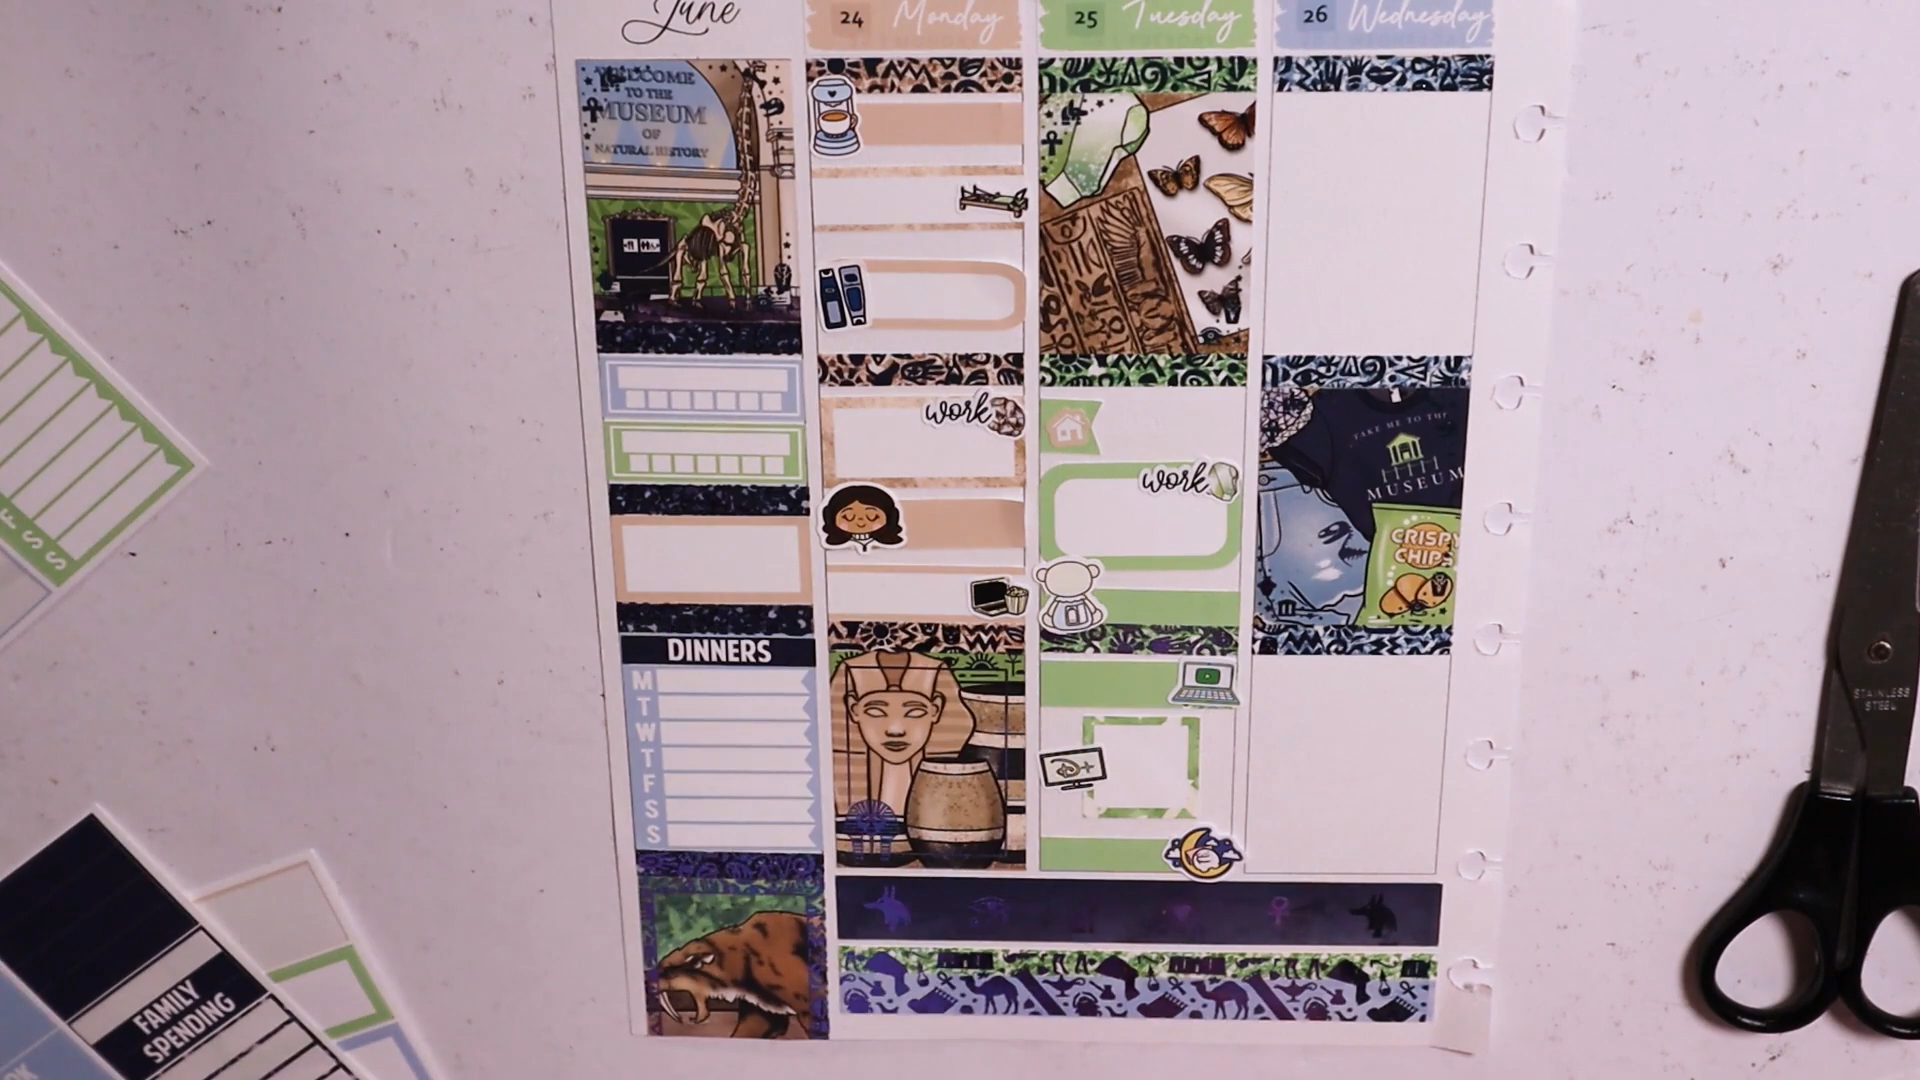 June
24 Monday
25 Tuesday
26 Wednesday
WELCOME
TO THE
MUSEUM
OF
NATURAL HISTORY
work
work
TAKE ME TO THE
MUSEUM
CRISPY
CHIPS
DINNERS
M
T
W
T
F
S
S
F
S
S
FAMILY
SPENDING
STAINLESS
STEEL